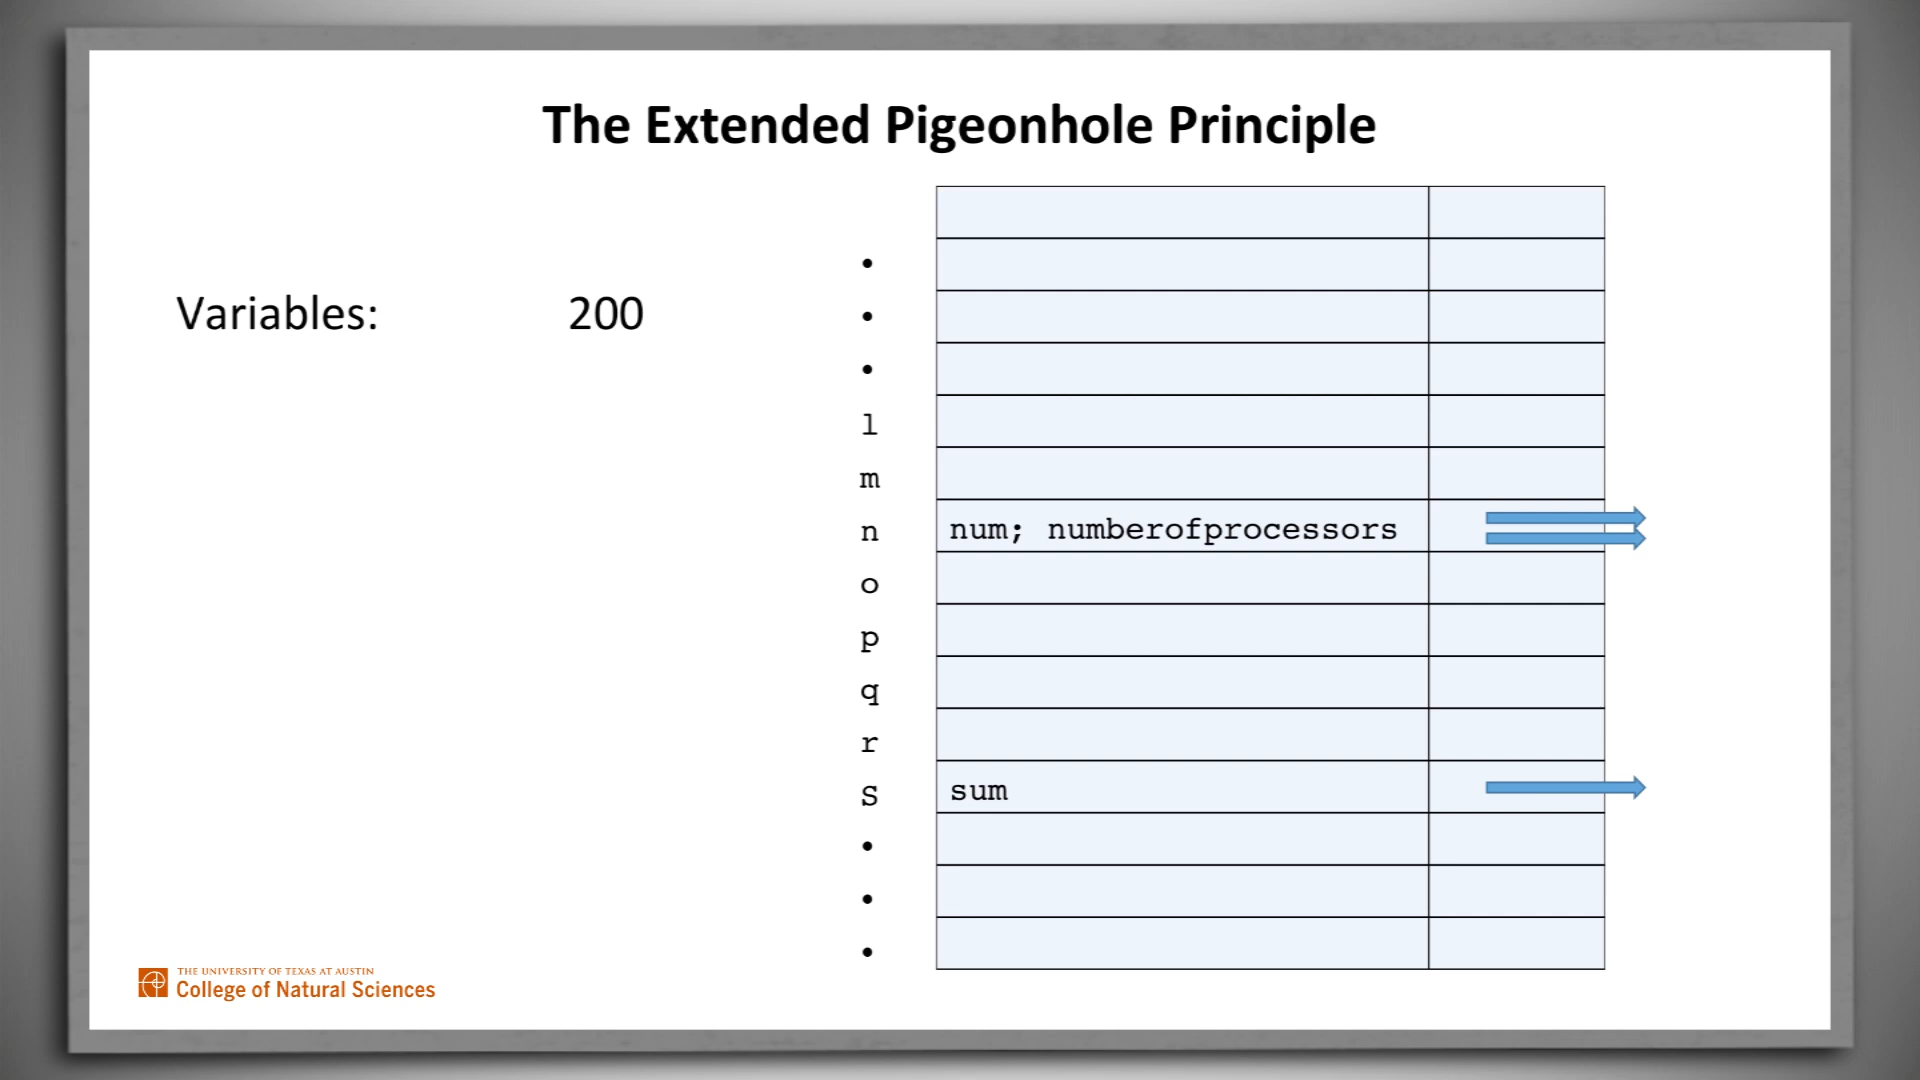 The Extended Pigeonhole Principle
Variables: 200
•
•
•
l
m
n num; numberofprocessors
o
p
q
r
S sum
•
•
•
THE UNIVERSITY OF TEXAS AT AUSTIN
College of Natural Sciences